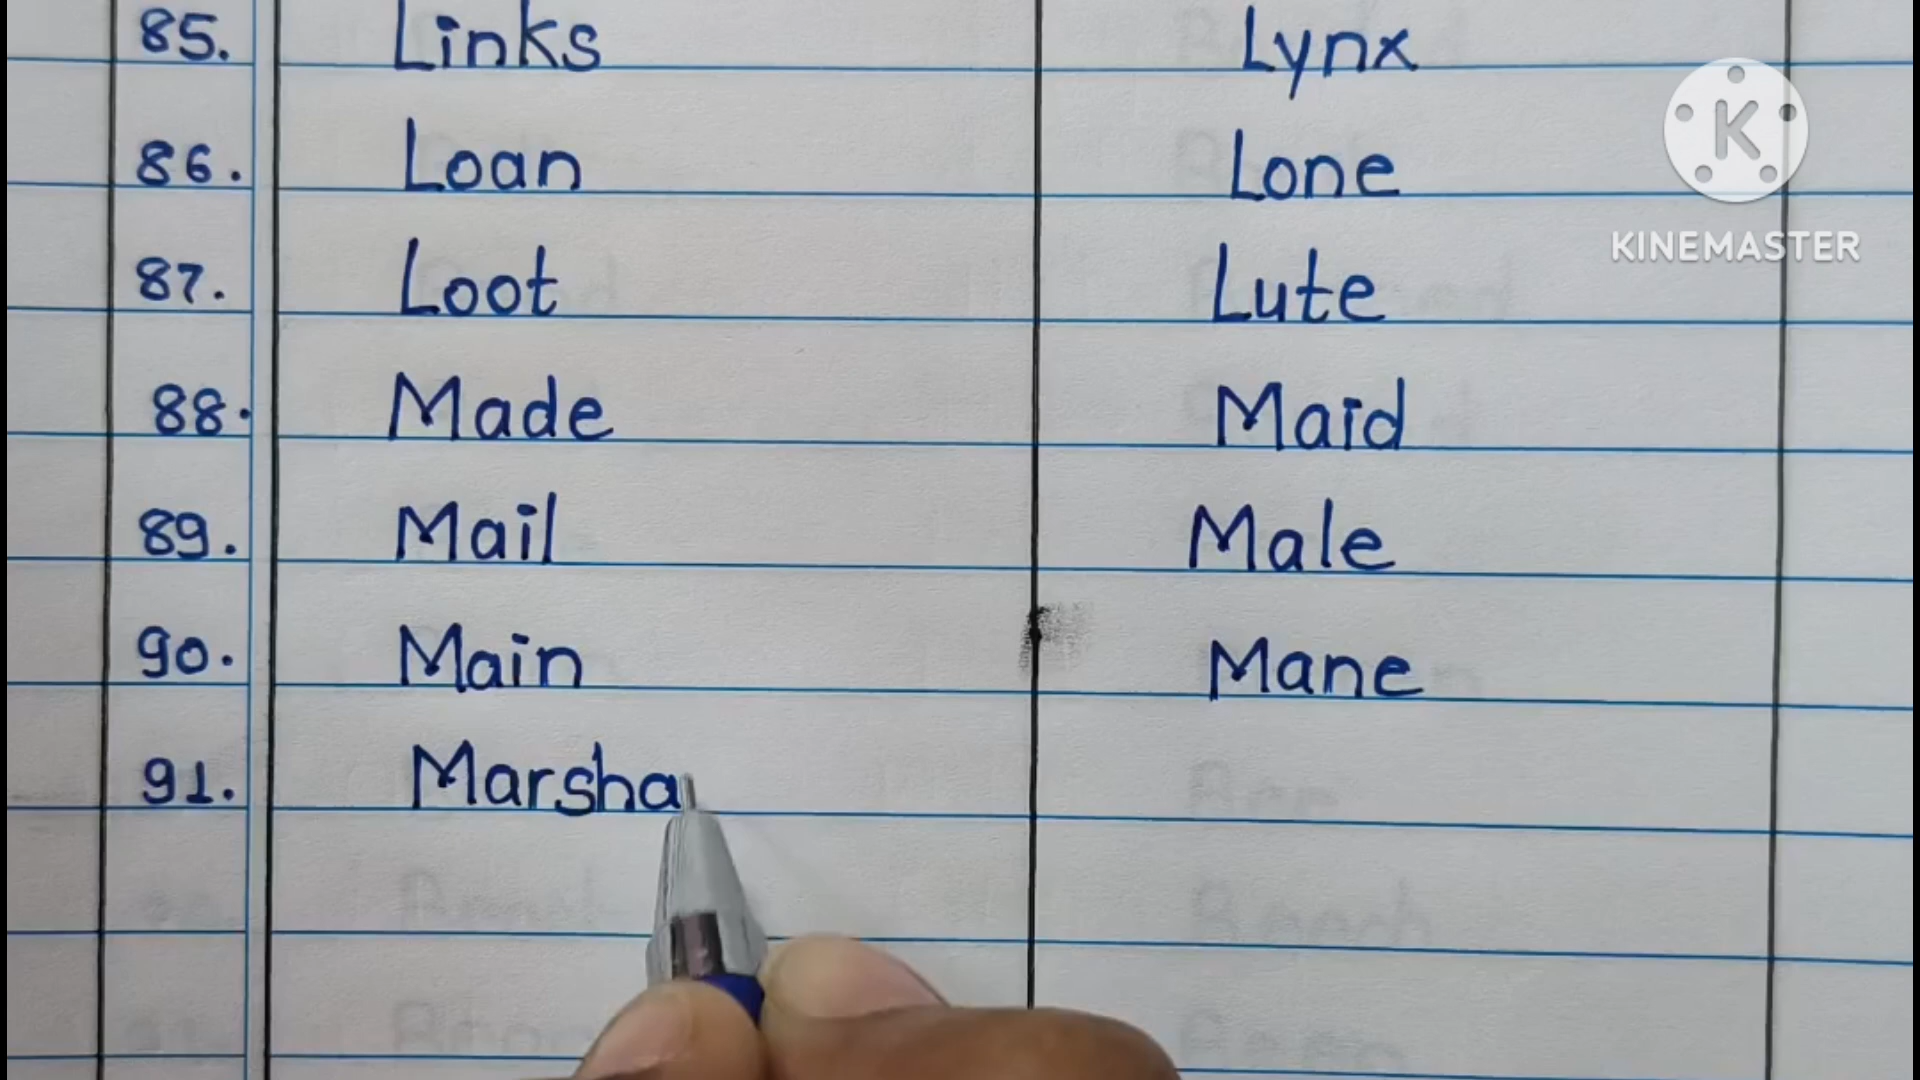 85. Links Lynx
86. Loan Lone
87. Loot Lute
88. Made Maid
89. Mail Male
90. Main Mane
91. Marsha
K
KINEMASTER